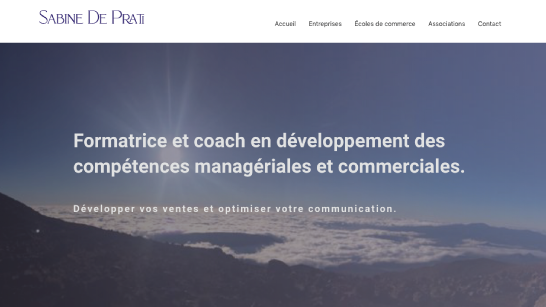 SABINE DE PRATI
Accueil Entreprises Écoles de commerce Associations Contact
Formatrice et coach en développement des
compétences managériales et commerciales.
Développer vos ventes et optimiser votre communication.